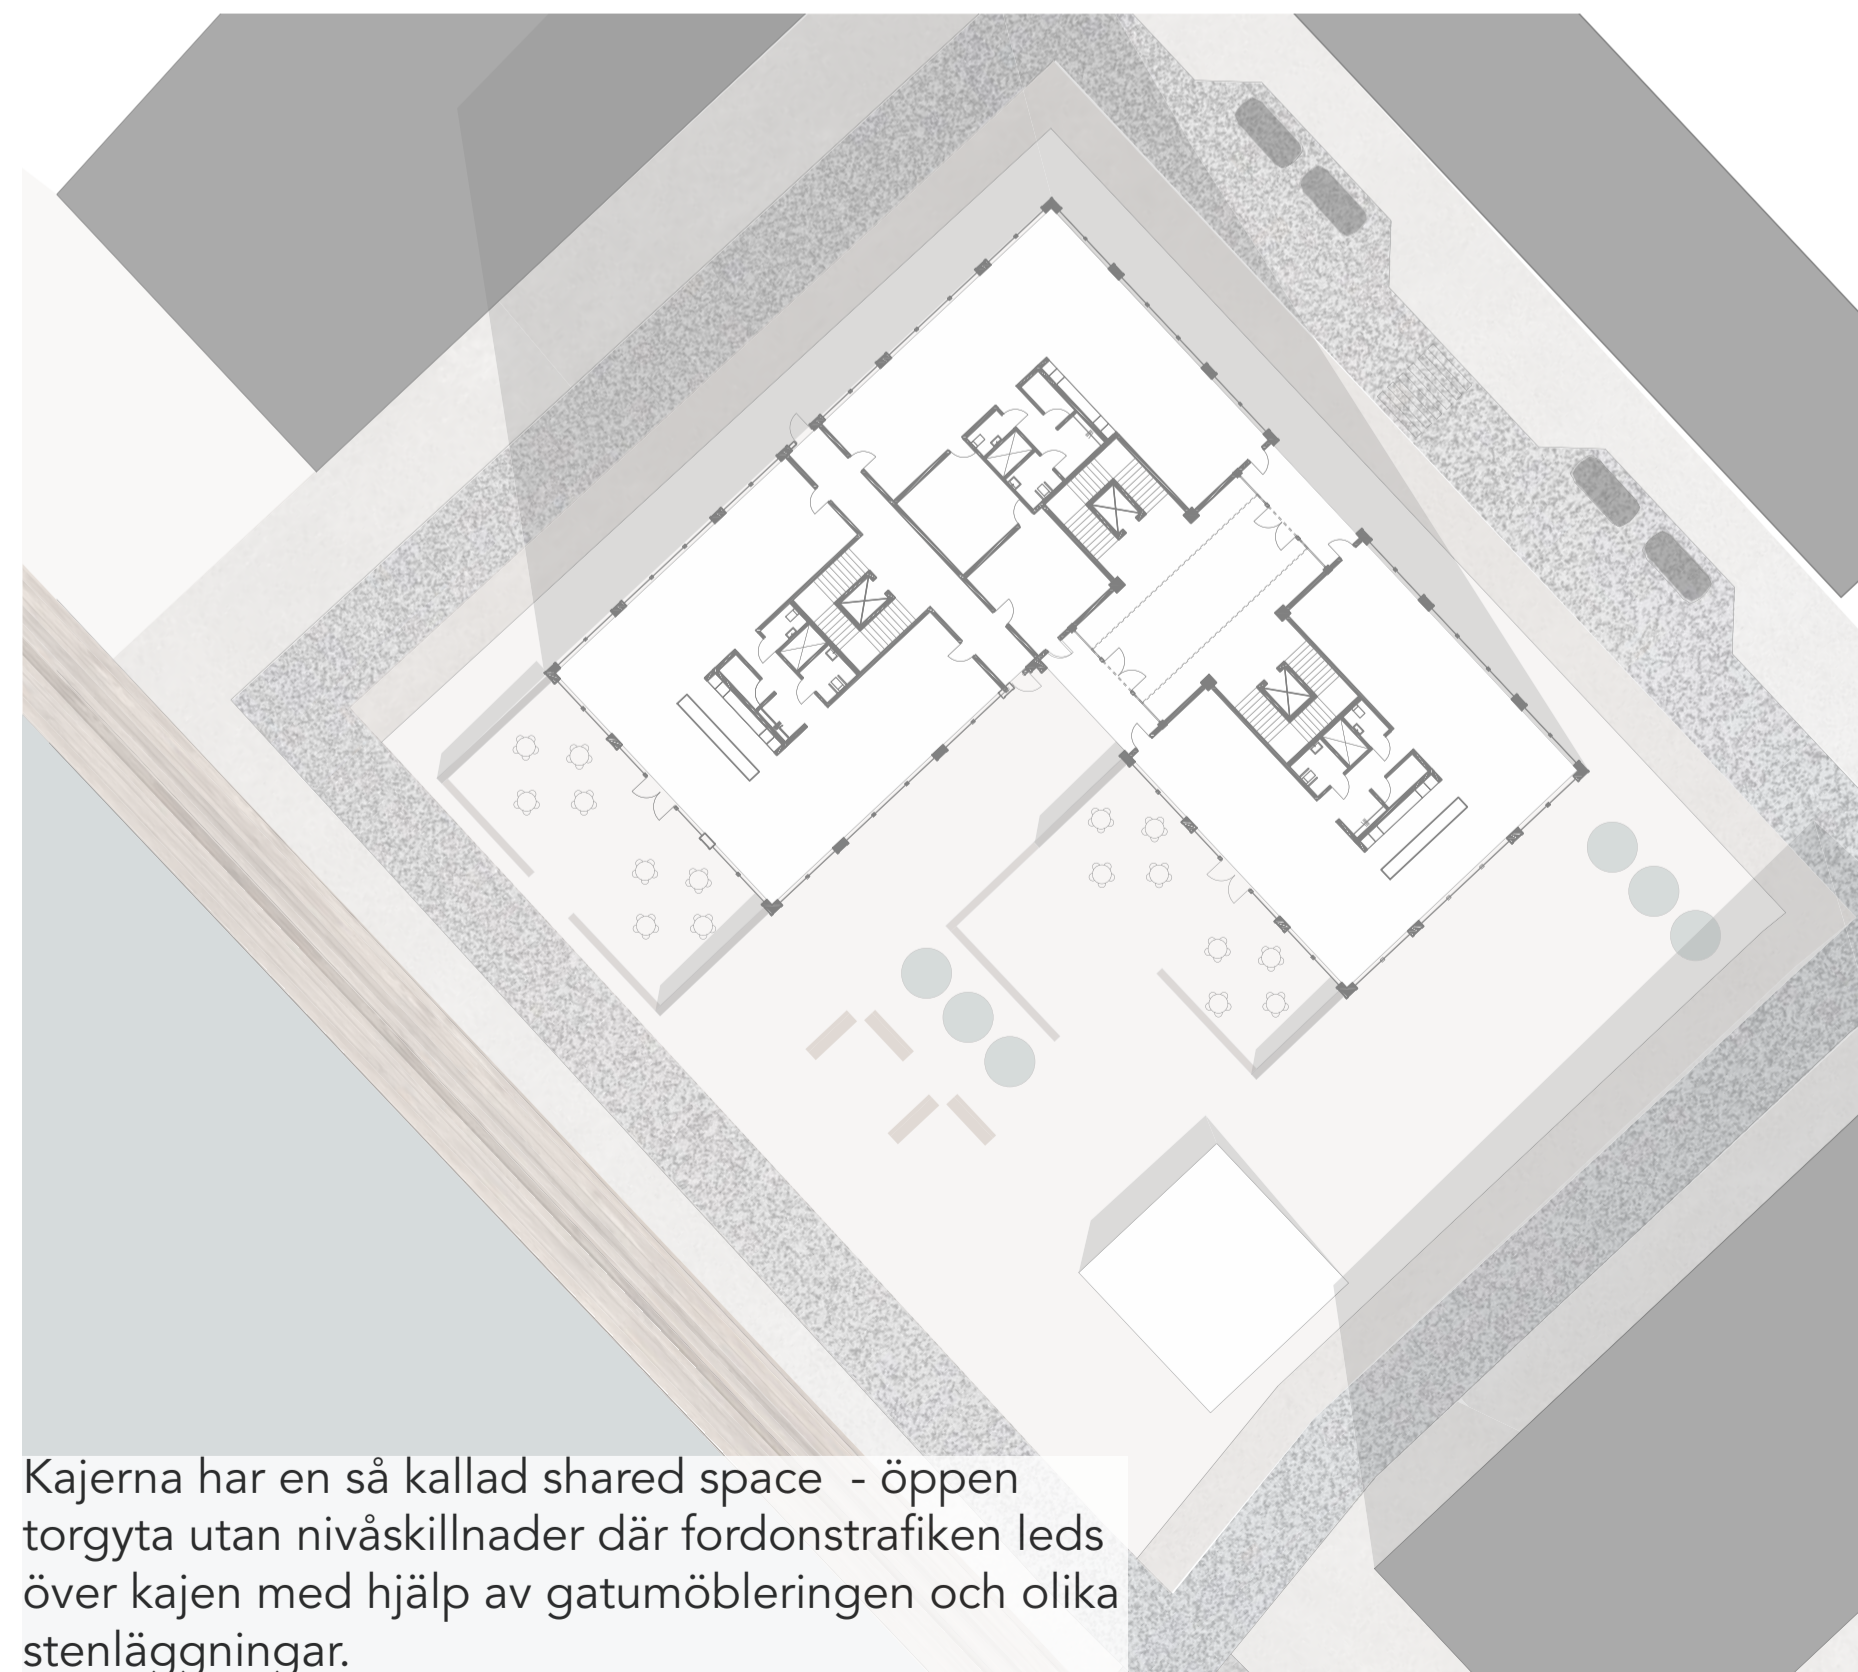 Kajerna har en så kallad shared space  - öppen
torgyta utan nivåskillnader där fordonstrafiken leds
över kajen med hjälp av gatumöbleringen och olika
stenläggningar.